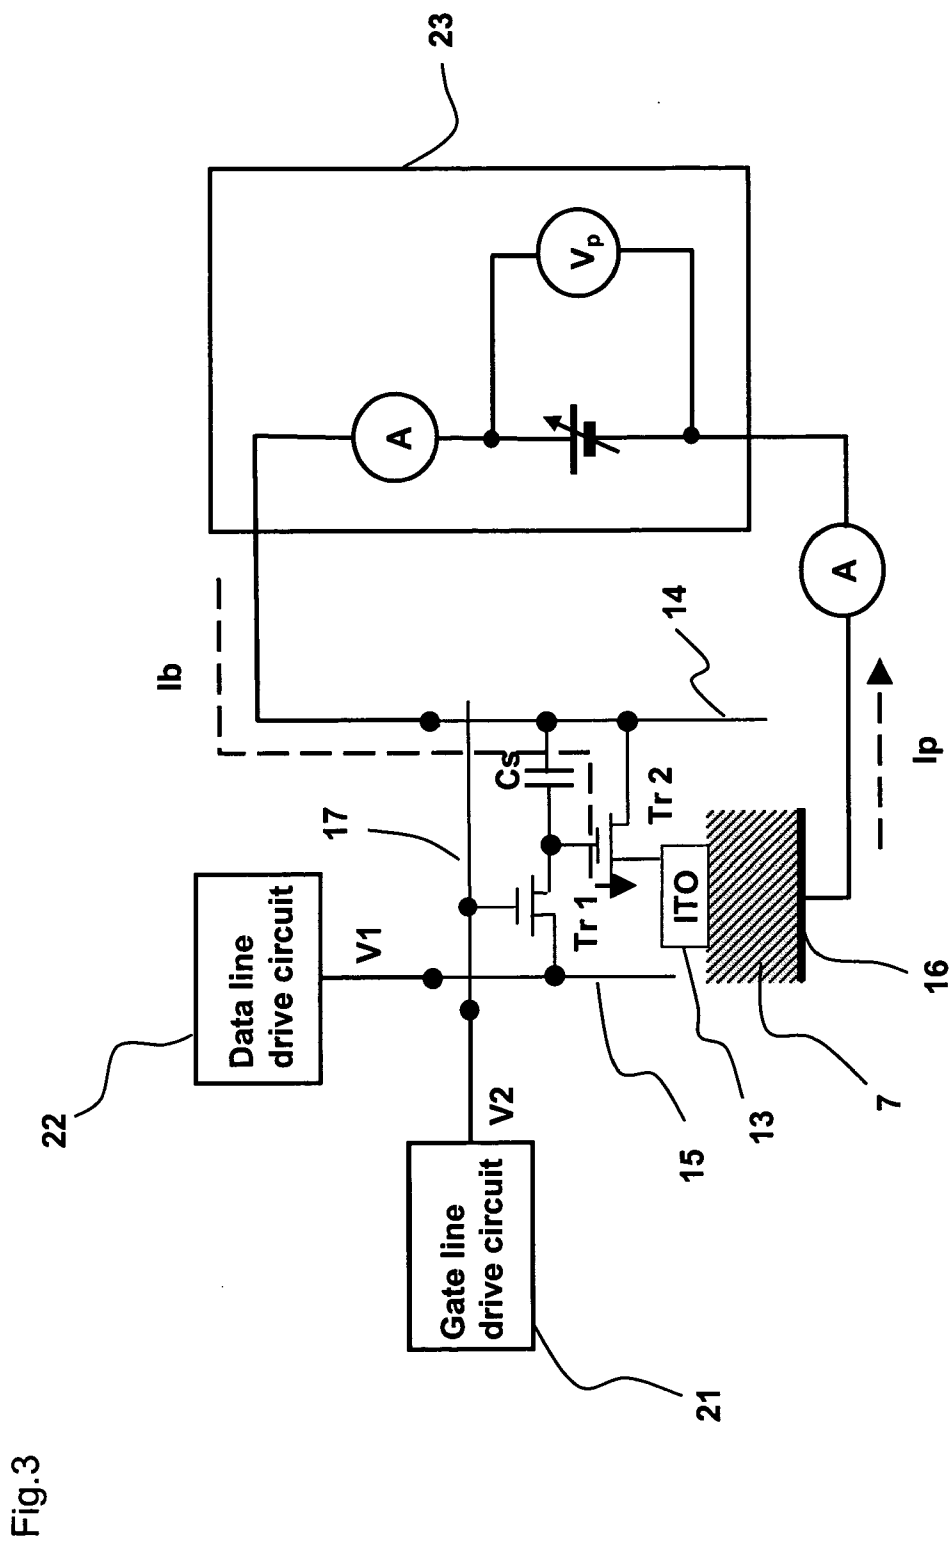 Fig.3
22
Data line
drive circuit
V1
17
Ib
23
A
Vp
Gate line
drive circuit
V2
21
Cs
Tr 1
Tr 2
14
15
13
ITO
7
16
A
Ip